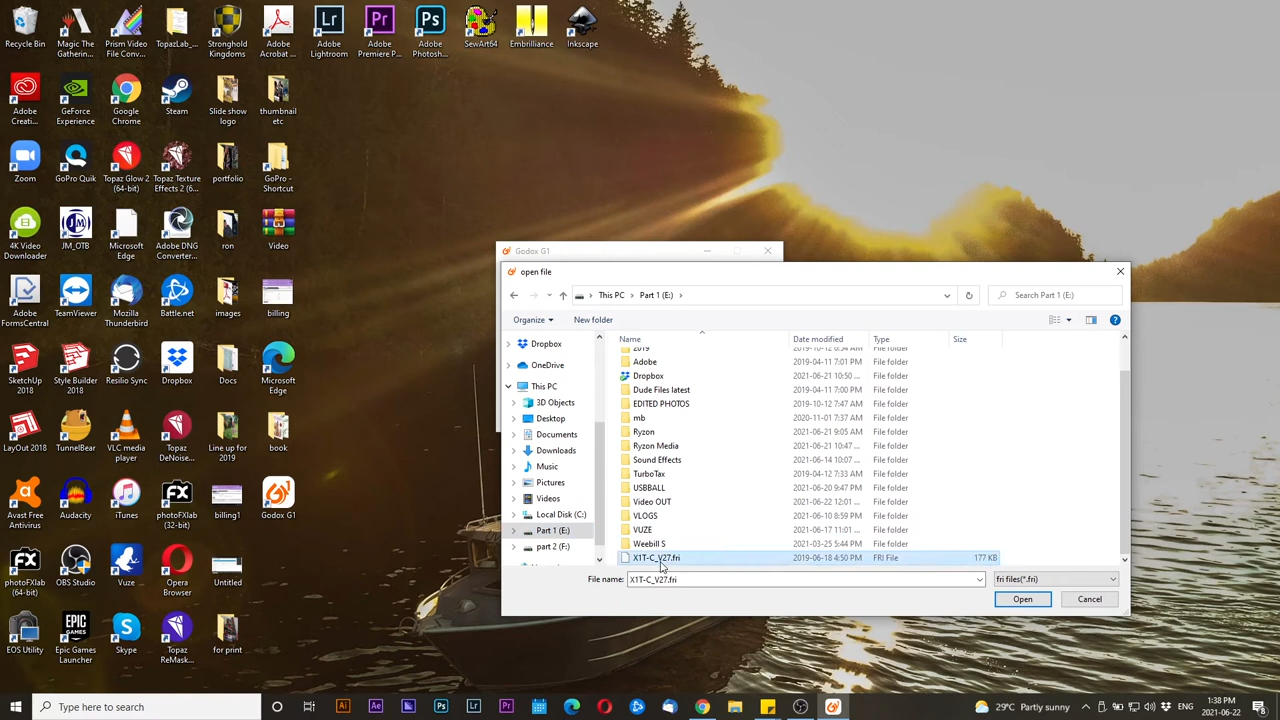 Recycle Bin
Magic The Gatherin...
Prism Video File Conv...
TopazLab_...
Stronghold Kingdoms
Adobe Acrobat ...
Adobe Lightroom
Adobe Premiere P...
Adobe Photosh...
SewArt64
Embrilliance
Inkscape
Adobe Creati...
GeForce Experience
Google Chrome
Steam
Slide show logo
thumbnail etc
Zoom
GoPro Quik
Topaz Glow 2 (64-bit)
Topaz Texture Effects 2 (6...
portfolio
GoPro - Shortcut
4K Video Downloader
JM_OTB
Microsoft Edge
Adobe DNG Converter...
ron
Video
Adobe FormsCentral
TeamViewer
Mozilla Thunderbird
Battle.net
images
billing
SketchUp 2018
Style Builder 2018
Resilio Sync
Dropbox
Docs
Microsoft Edge
LayOut 2018
TunnelBear
VLC media player
Topaz DeNoise...
Line up for 2019
book
Avast Free Antivirus
Audacity
iTunes
photoFXlab (32-bit)
billing1
Godox G1
photoFXlab (64-bit)
OBS Studio
Vuze
Opera Browser
Untitled
EOS Utility
Epic Games Launcher
Skype
Topaz ReMask...
for print
Godox G1
open file
This PC > Part 1 (E:) >
Search Part 1 (E:)
Organize
New folder
Name Date modified Type Size
Dropbox
OneDrive
This PC
3D Objects
Desktop
Documents
Downloads
Music
Pictures
Videos
Local Disk (C:)
Part 1 (E:)
part 2 (F:)
Adobe 2019-04-11 7:01 PM File folder
Dropbox 2021-06-21 10:50 ... File folder
Dude Files latest 2019-04-11 7:00 PM File folder
EDITED PHOTOS 2019-10-12 7:47 AM File folder
mb 2020-11-01 7:37 AM File folder
Ryzon 2021-06-21 9:05 AM File folder
Ryzon Media 2021-06-21 10:47 ... File folder
Sound Effects 2021-06-14 10:07 ... File folder
TurboTax 2019-04-12 7:33 AM File folder
USBBALL 2021-06-20 9:47 PM File folder
Video OUT 2021-06-22 12:01 ... File folder
VLOGS 2021-06-10 8:59 PM File folder
VUZE 2021-06-17 11:01 ... File folder
Weebill S 2021-03-25 5:44 PM File folder
X1T-C_V27.fri 2019-06-18 4:50 PM FRI File 177 KB
File name: X1T-C_V27.fri
fri files(*.fri)
Open Cancel
Type here to search
29°C Partly sunny
ENG
1:38 PM
2021-06-22